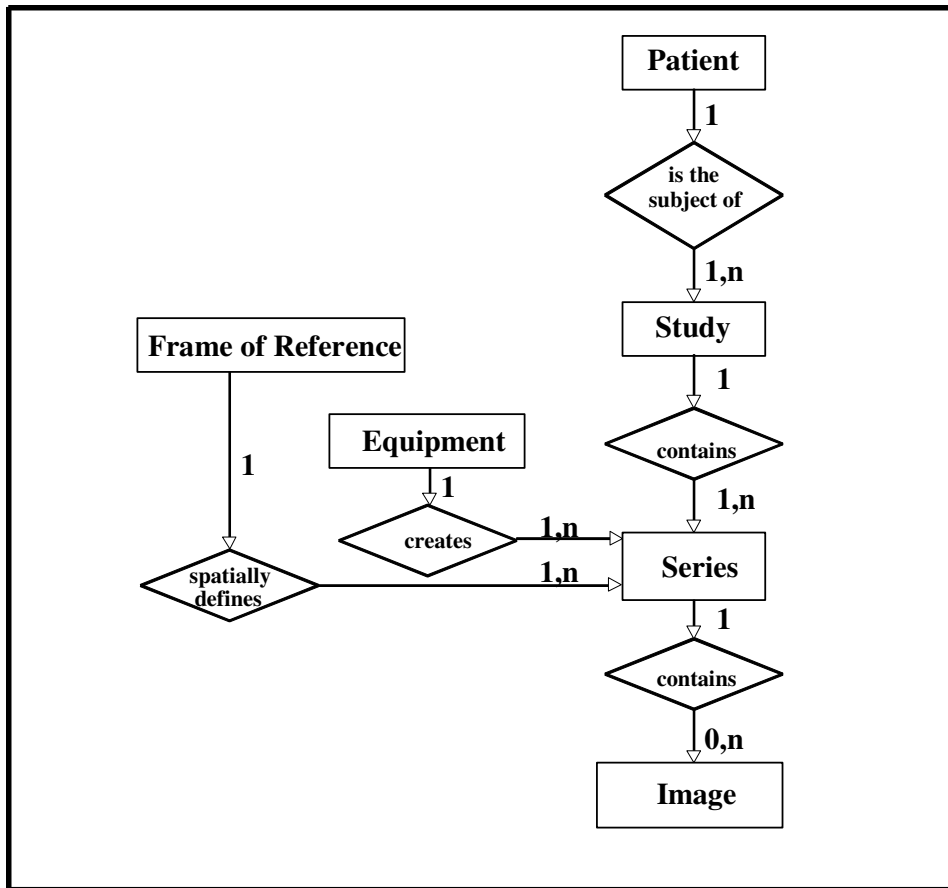 Patient
1
is the
subject of
1,n
Study
Frame of Reference
1
Equipment
contains
1
1
1,n
1,n
creates
Series
1,n
spatially
defines
1
contains
0,n
Image